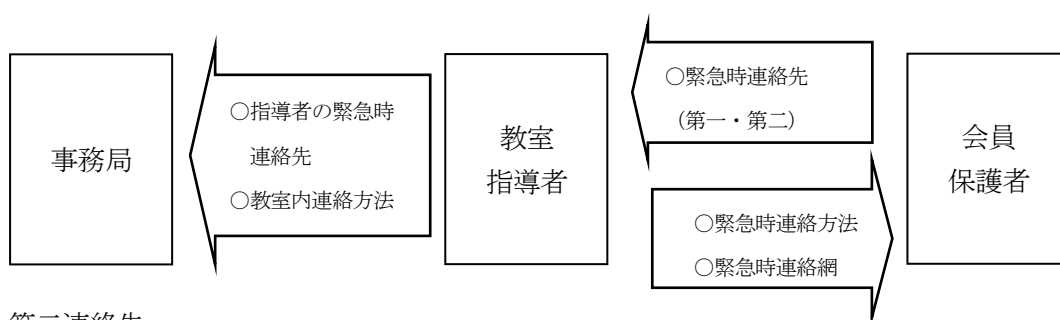 事務局
○指導者の緊急時
連絡先
○教室内連絡方法
教室
指導者
○緊急時連絡先
（第一・第二）
○緊急時連絡方法
○緊急時連絡網
会員
保護者